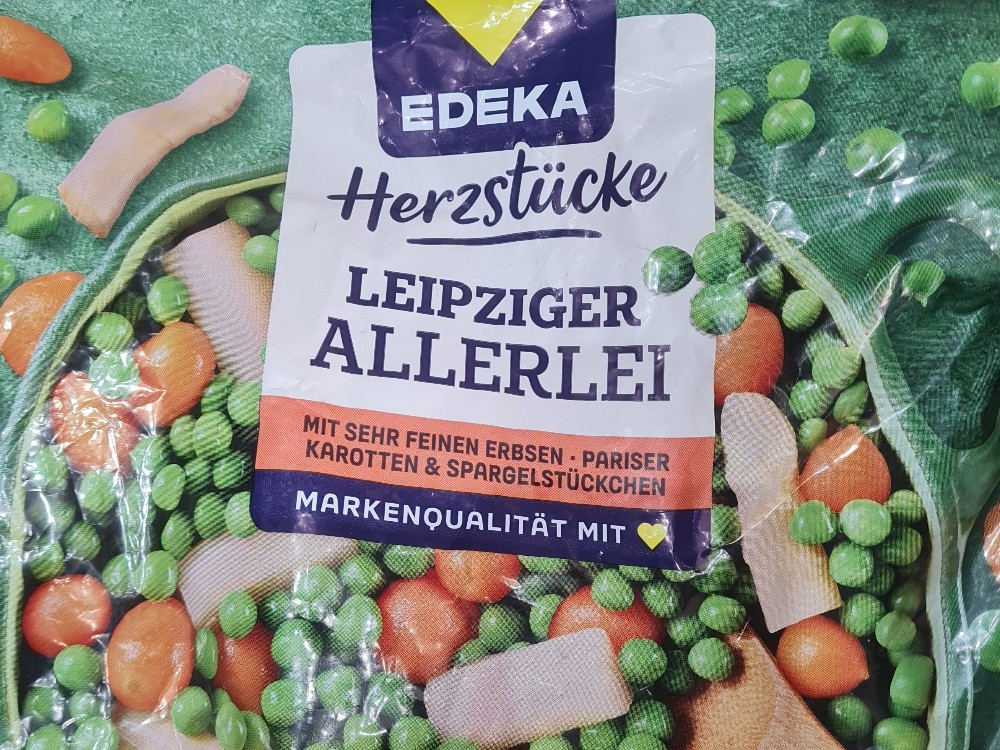 EDEKA
Herzstücke
LEIPZIGER
ALLERLEI
MIT SEHR FEINEN ERBSEN · PARISER
KAROTTEN & SPARGELSTÜCKCHEN
MARKENQUALITÄT MIT